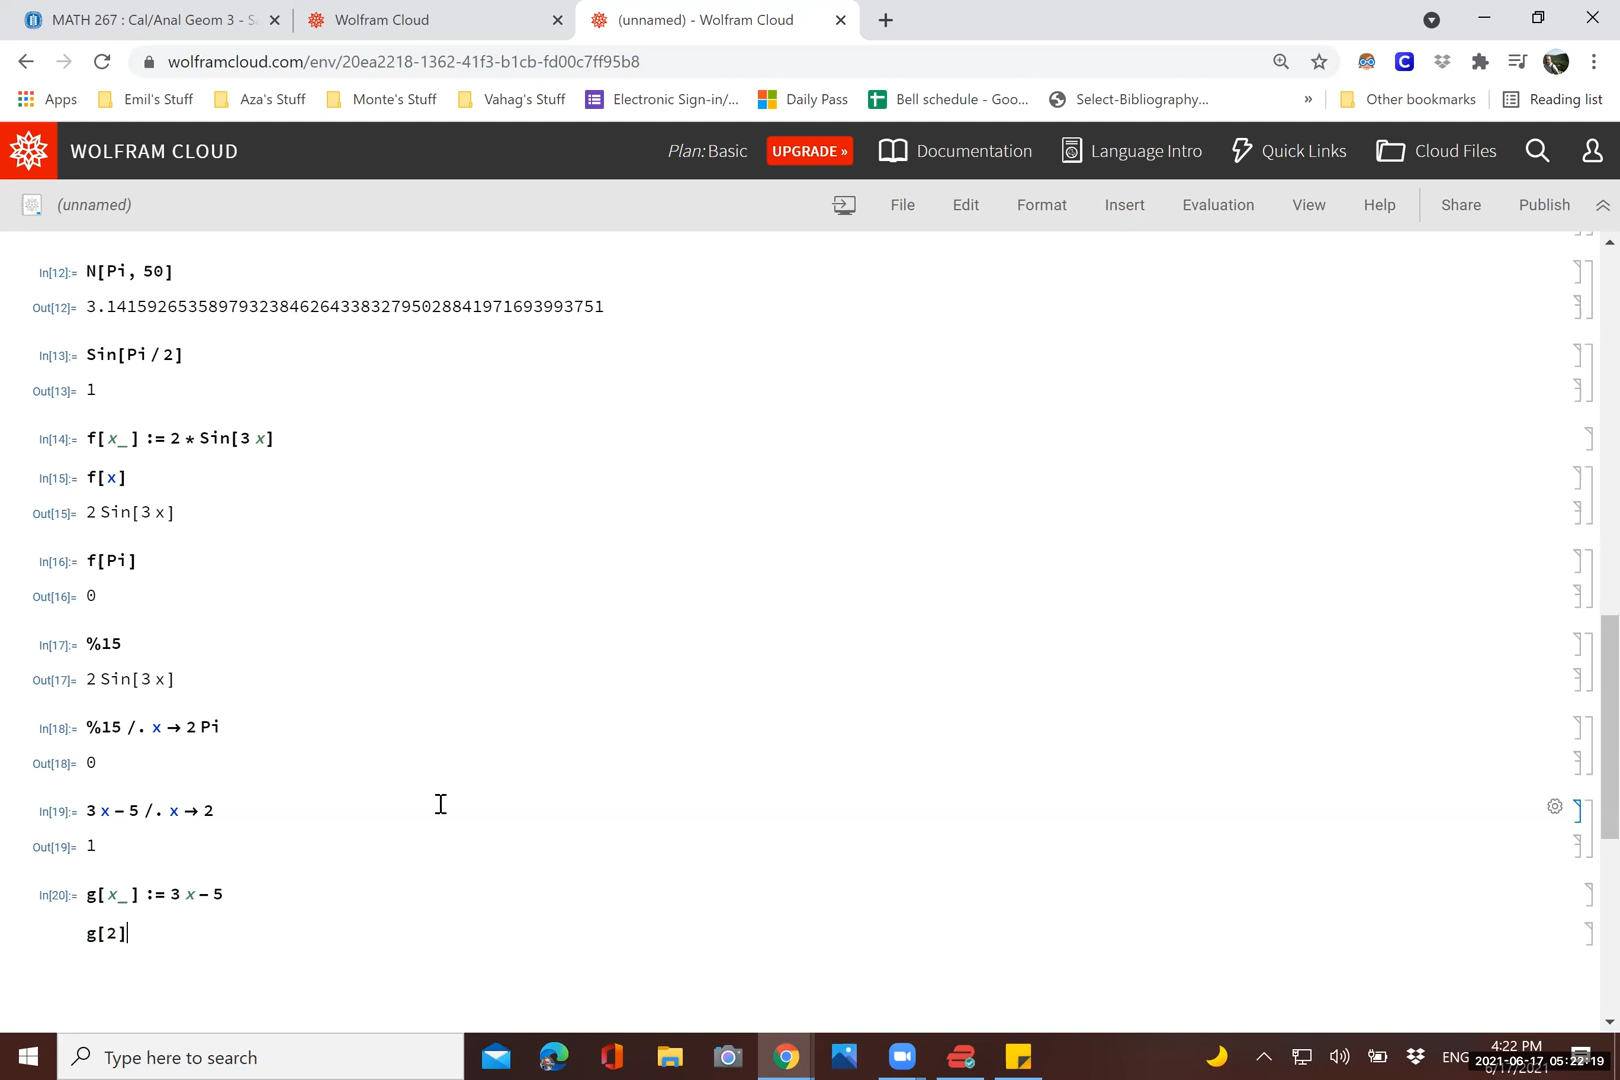 MATH 267 : Cal/Anal Geom 3 - S
Wolfram Cloud
(unnamed) - Wolfram Cloud
wolframcloud.com/env/20ea2218-1362-41f3-b1cb-fd00c7ff95b8
Apps Emil's Stuff Aza's Stuff Monte's Stuff Vahag's Stuff Electronic Sign-in/... Daily Pass Bell schedule - Goo... Select-Bibliography... » Other bookmarks Reading list
WOLFRAM CLOUD Plan: Basic UPGRADE » Documentation Language Intro Quick Links Cloud Files
(unnamed) File Edit Format Insert Evaluation View Help Share Publish
In[12]:= N[Pi, 50]
Out[12]= 3.1415926535897932384626433832795028841971693993751
In[13]:= Sin[Pi / 2]
Out[13]= 1
In[14]:= f[x_] := 2 * Sin[3 x]
In[15]:= f[x]
Out[15]= 2 Sin[3 x]
In[16]:= f[Pi]
Out[16]= 0
In[17]:= %15
Out[17]= 2 Sin[3 x]
In[18]:= %15 /. x → 2 Pi
Out[18]= 0
In[19]:= 3 x - 5 /. x → 2
Out[19]= 1
In[20]:= g[x_] := 3 x - 5
g[2]
Type here to search
ENG
4:22 PM
2021-06-17 05:22:19